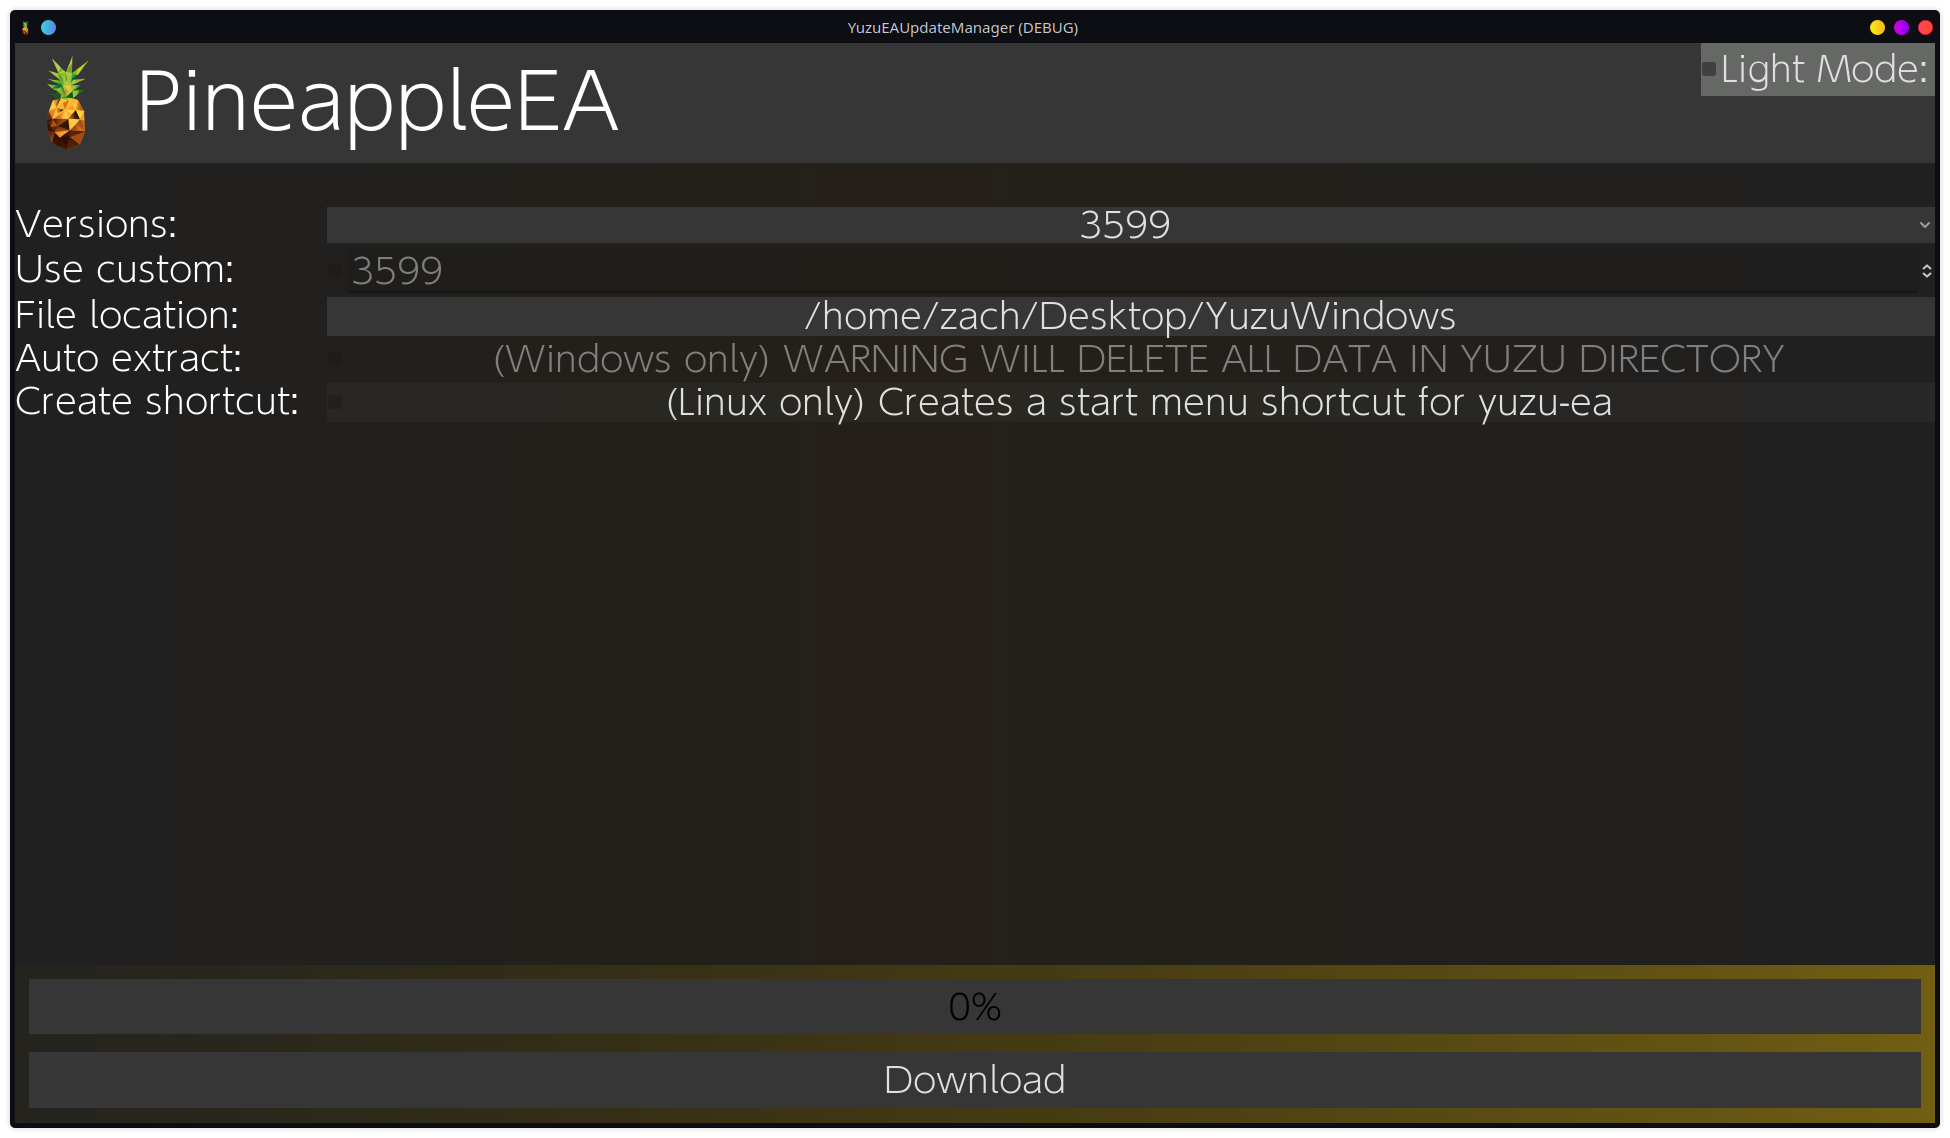 YuzuEAUpdateManager (DEBUG)
PineappleEA
Light Mode:
Versions: 3599
Use custom: 3599
File location: /home/zach/Desktop/YuzuWindows
Auto extract: (Windows only) WARNING WILL DELETE ALL DATA IN YUZU DIRECTORY
Create shortcut: (Linux only) Creates a start menu shortcut for yuzu-ea
0%
Download